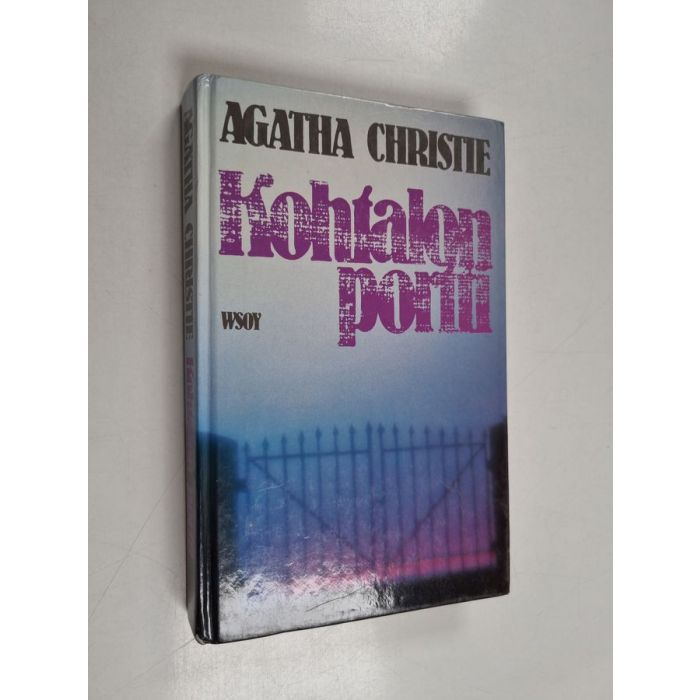 AGATHA CHRISTIE
Kohtalon
portti
WSOY
AGATHA CHRISTIE